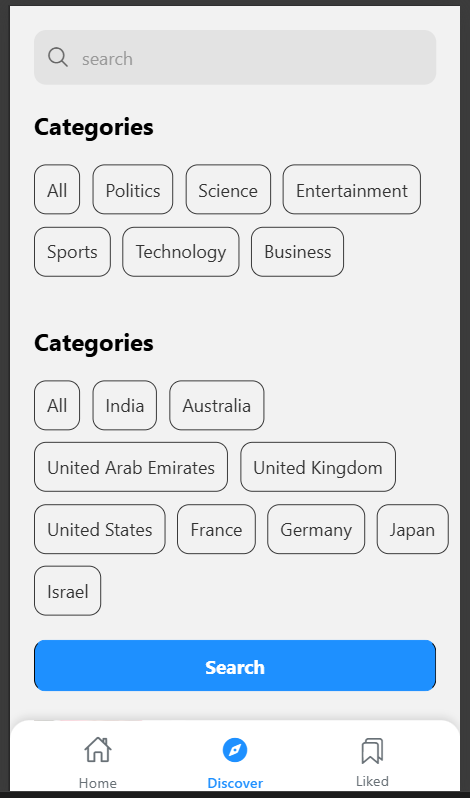 search
Categories
All Politics Science Entertainment
Sports Technology Business
Categories
All India Australia
United Arab Emirates United Kingdom
United States France Germany Japan
Israel
Search
Home Discover Liked